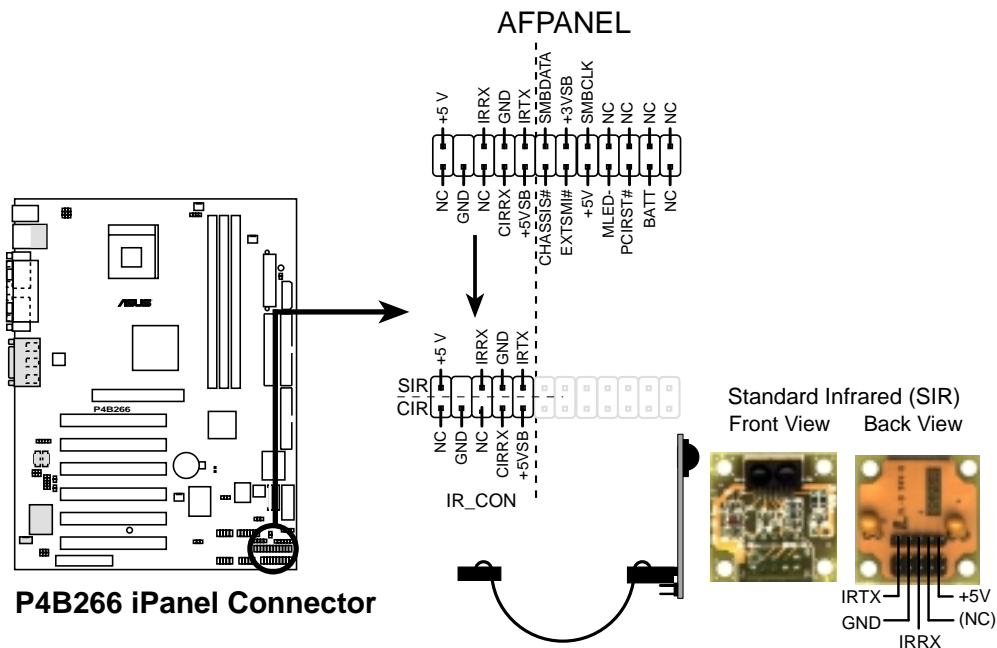 AFPANEL
+5 V
IRRX
GND
IRTX
SMBDATA
+3VSB
SMBCLK
NC
NC
NC
NC
NC
GND
NC
CIRRX
+5VSB
CHASSIS#
EXTSMI#
+5V
MLED-
PCIRST#
BATT
NC
ASUS
P4B266
+5 V
IRRX
GND
IRTX
SIR
CIR
NC
GND
NC
CIRRX
+5VSB
IR_CON
Standard Infrared (SIR)
Front View Back View
IRTX
GND
IRRX
+5V
(NC)
P4B266 iPanel Connector